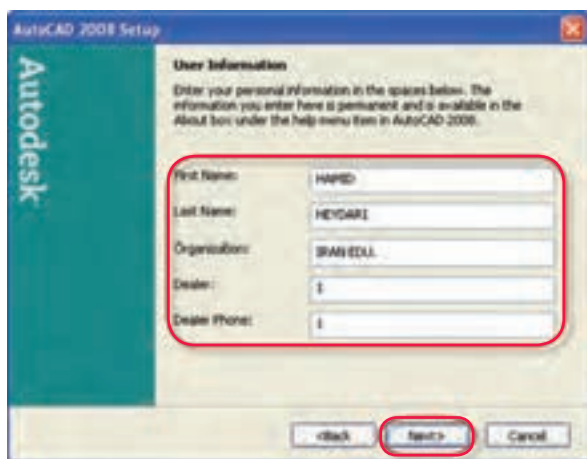 AutoCAD 2008 Setup
Autodesk
User Information
Enter your personal information in the spaces below. The
information you enter here is permanent and is available in the
About box under the help menu item in AutoCAD 2008.
First Name: HAMID
Last Name: HEYDARI
Organization: IRAN EDU.
Dealer: 1
Dealer Phone: 1
<Back Next> Cancel